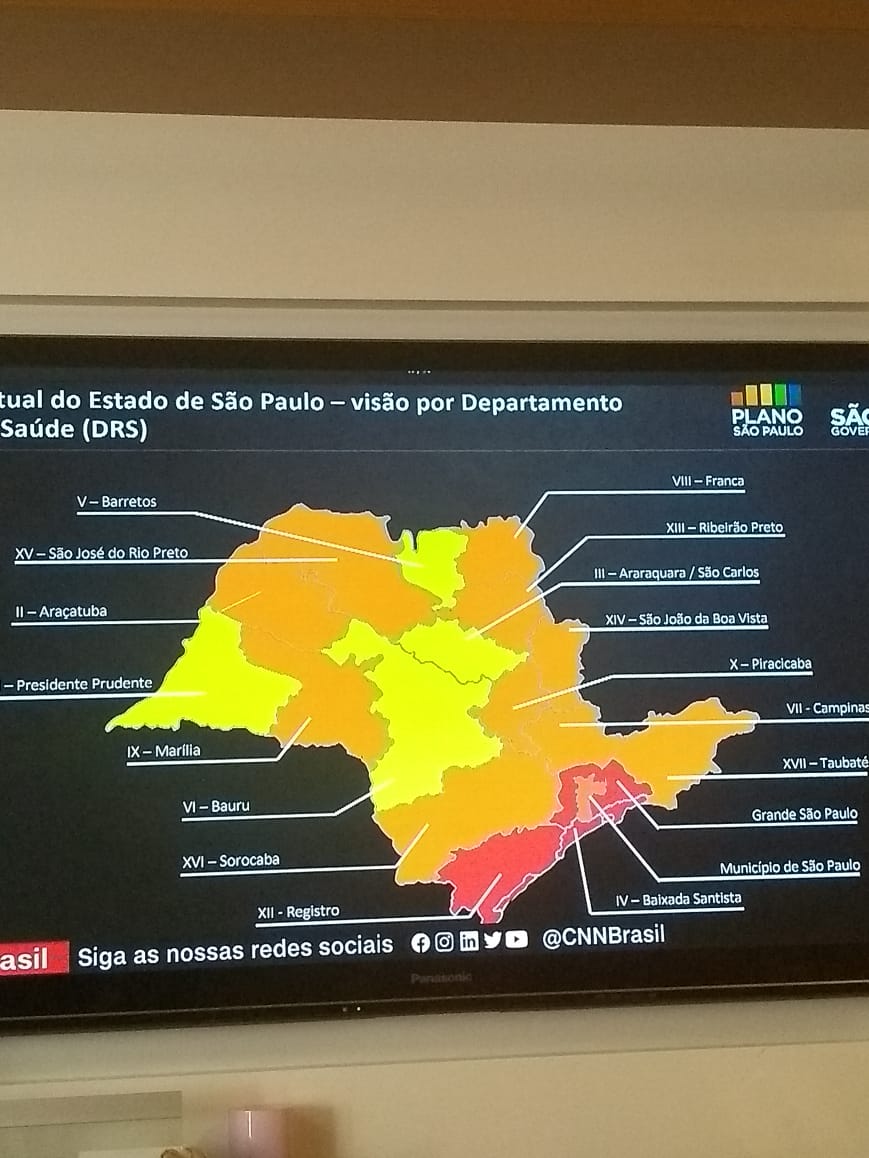 tual do Estado de São Paulo – visão por Departamento
Saúde (DRS)
PLANO
SÃO PAULO
SÃO
GOVER
V – Barretos
VIII – Franca
XIII – Ribeirão Preto
XV – São José do Rio Preto
III – Araraquara / São Carlos
II – Araçatuba
XIV – São João da Boa Vista
– Presidente Prudente
X – Piracicaba
VII - Campinas
IX – Marília
XVII – Taubaté
VI – Bauru
Grande São Paulo
XVI – Sorocaba
Município de São Paulo
XII - Registro
IV – Baixada Santista
asil
Siga as nossas redes sociais
@CNNBrasil
Panasonic